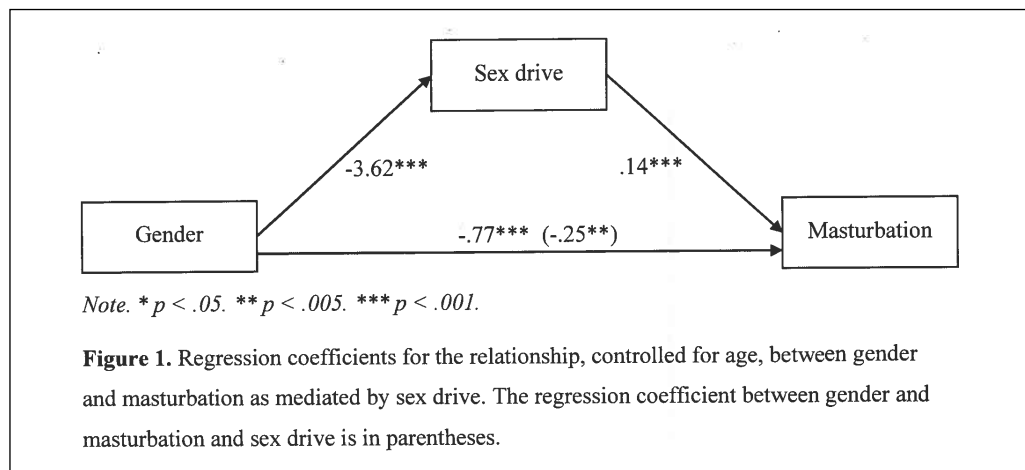 Sex drive
-3.62***
.14***
Gender
-.77*** (-.25**)
Masturbation
Note. * p < .05. ** p < .005. *** p < .001.
Figure 1. Regression coefficients for the relationship, controlled for age, between gender
and masturbation as mediated by sex drive. The regression coefficient between gender and
masturbation and sex drive is in parentheses.